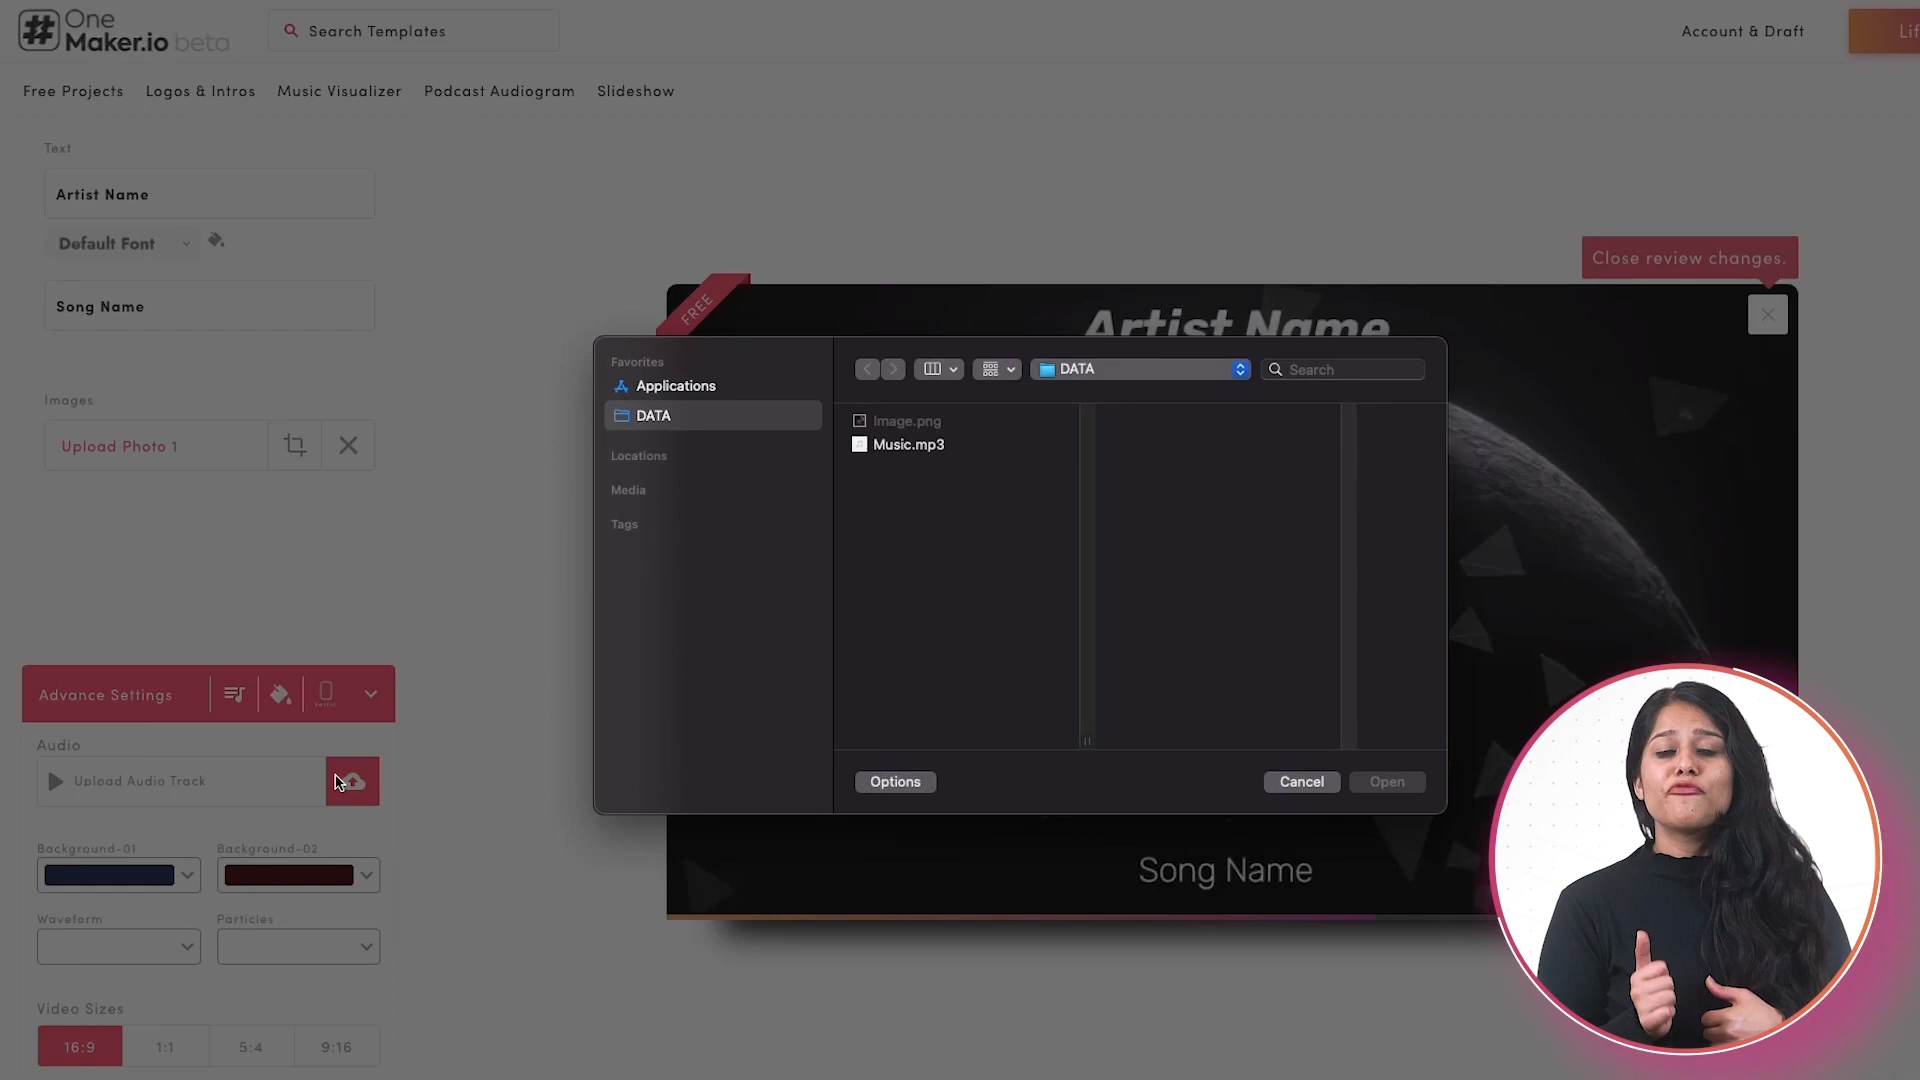 One
Maker.io beta
Search Templates
Account & Draft
Lif
Free Projects
Logos & Intros
Music Visualizer
Podcast Audiogram
Slideshow
Text
Artist Name
Default Font
Song Name
Images
Upload Photo 1
Close review changes.
FREE
Artist Name
Favorites
Applications
DATA
Locations
Media
Tags
DATA
Search
Image.png
Music.mp3
Options
Cancel
Open
Song Name
Advance Settings
Audio
Upload Audio Track
Background-01
Background-02
Waveform
Particles
Video Sizes
16:9
1:1
5:4
9:16